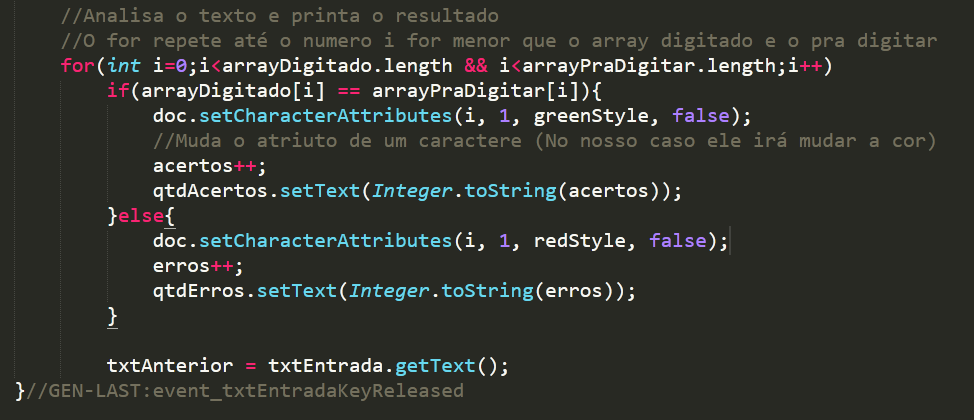 //Analisa o texto e printa o resultado
//O for repete até o numero i for menor que o array digitado e o pra digitar
for(int i=0;i<arrayDigitado.length && i<arrayPraDigitar.length;i++)
if(arrayDigitado[i] == arrayPraDigitar[i]){
doc.setCharacterAttributes(i, 1, greenStyle, false);
//Muda o atriuto de um caractere (No nosso caso ele irá mudar a cor)
acertos++;
qtdAcertos.setText(Integer.toString(acertos));
}else{
doc.setCharacterAttributes(i, 1, redStyle, false);
erros++;
qtdErros.setText(Integer.toString(erros));
}
txtAnterior = txtEntrada.getText();
}//GEN-LAST:event_txtEntradaKeyReleased